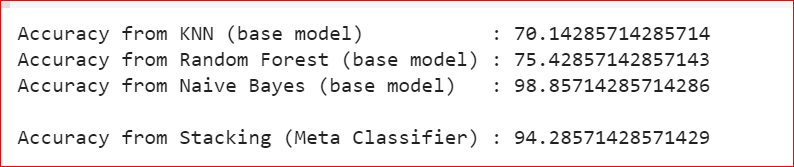 Accuracy from KNN (base model)           : 70.14285714285714
Accuracy from Random Forest (base model) : 75.42857142857143
Accuracy from Naive Bayes (base model)   : 98.85714285714286
Accuracy from Stacking (Meta Classifier) : 94.28571428571429